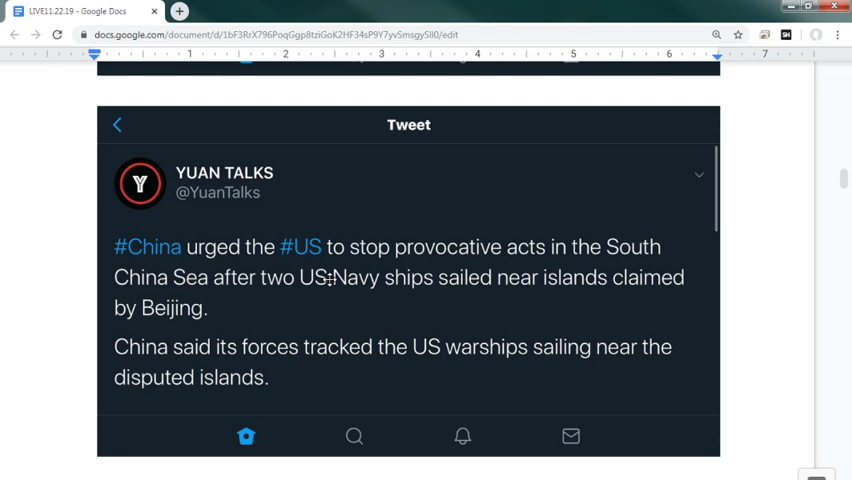 LIVE11.22.19 - Google Docs
docs.google.com/document/d/1bF3RrX796PoqGgp8tziGoK2HF34sP9Y7yvSmsgySlI0/edit
1 2 3 4 5 6 7
Tweet
Y
YUAN TALKS
@YuanTalks
#China urged the #US to stop provocative acts in the South
China Sea after two US Navy ships sailed near islands claimed
by Beijing.
China said its forces tracked the US warships sailing near the
disputed islands.